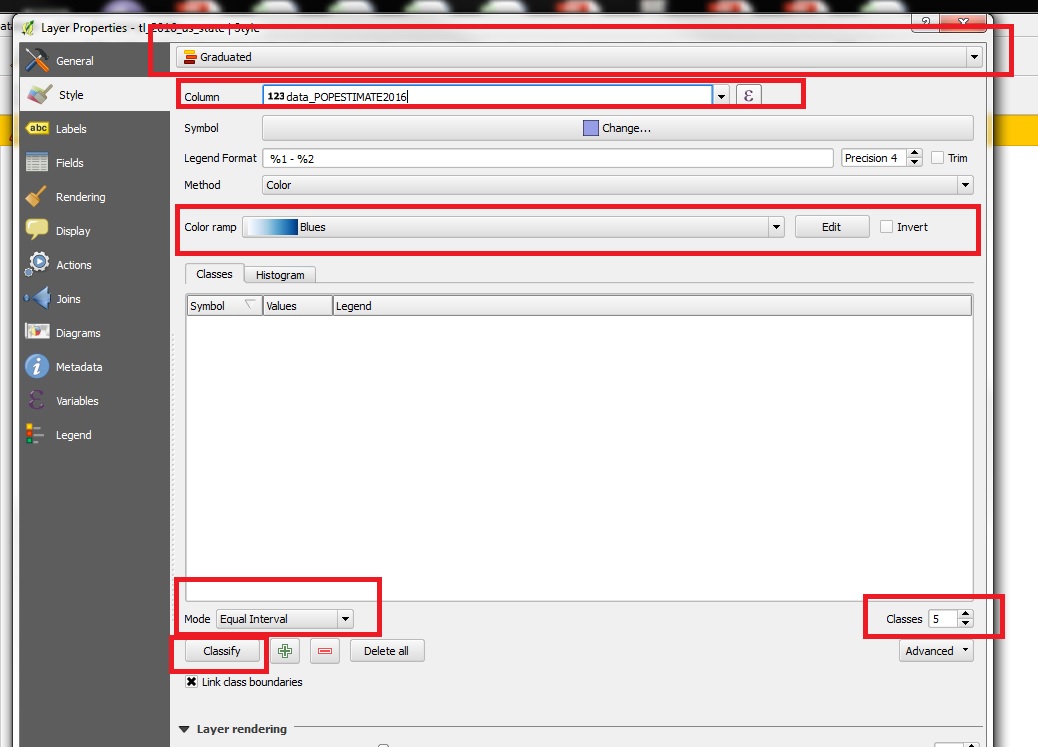 Layer Properties - tl_2016_us_state | Style
General
Graduated
Style
Column 123 data_POPESTIMATE2016 ε
Labels
Symbol Change...
Fields
Legend Format %1 - %2 Precision 4 Trim
Rendering
Method Color
Display
Color ramp Blues Edit Invert
Actions
Classes Histogram
Joins
Symbol Values Legend
Diagrams
Metadata
Variables
Legend
Mode Equal Interval Classes 5
Classify Delete all Advanced
Link class boundaries
Layer rendering